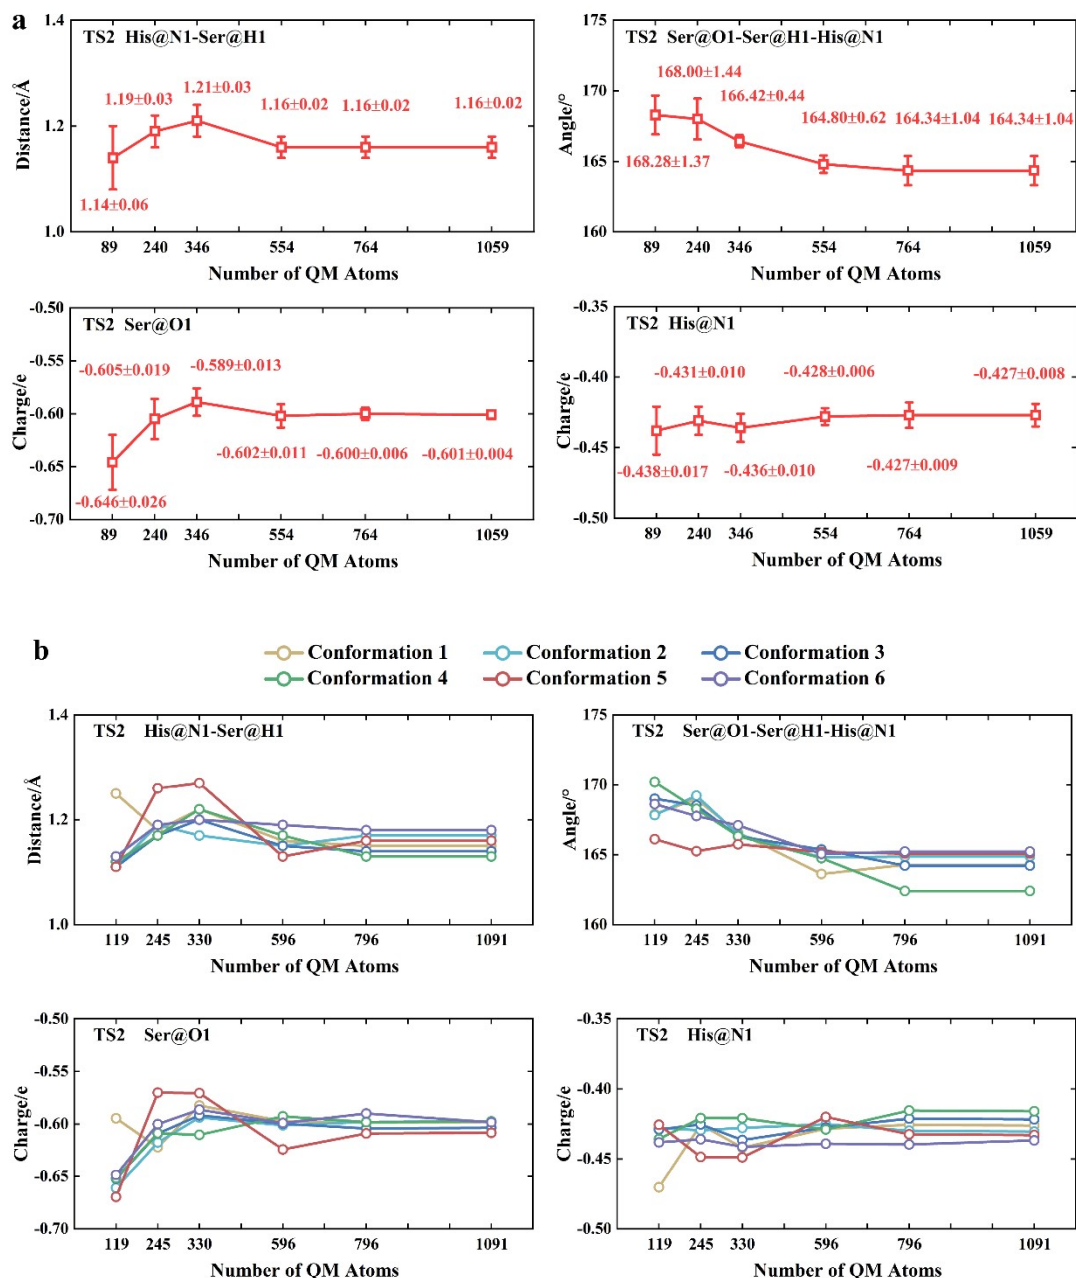 a
TS2 His@N1-Ser@H1
1.4
1.2
1.0
Distance/Å
1.19±0.03
1.21±0.03
1.16±0.02
1.16±0.02
1.16±0.02
1.14±0.06
89 240 346 554 764 1059
Number of QM Atoms
TS2 Ser@O1-Ser@H1-His@N1
175
170
165
160
Angle/°
168.00±1.44
166.42±0.44
164.80±0.62
164.34±1.04
164.34±1.04
168.28±1.37
89 240 346 554 764 1059
Number of QM Atoms
TS2 Ser@O1
-0.50
-0.55
-0.60
-0.65
-0.70
Charge/e
-0.605±0.019
-0.589±0.013
-0.602±0.011
-0.600±0.006
-0.601±0.004
-0.646±0.026
89 240 346 554 764 1059
Number of QM Atoms
TS2 His@N1
-0.35
-0.40
-0.45
-0.50
Charge/e
-0.431±0.010
-0.428±0.006
-0.427±0.008
-0.438±0.017
-0.436±0.010
-0.427±0.009
89 240 346 554 764 1059
Number of QM Atoms
b
Conformation 1 Conformation 2 Conformation 3
Conformation 4 Conformation 5 Conformation 6
TS2 His@N1-Ser@H1
1.4
1.2
1.0
Distance/Å
119 245 330 596 796 1091
Number of QM Atoms
TS2 Ser@O1-Ser@H1-His@N1
175
170
165
160
Angle/°
119 245 330 596 796 1091
Number of QM Atoms
TS2 Ser@O1
-0.50
-0.55
-0.60
-0.65
-0.70
Charge/e
119 245 330 596 796 1091
Number of QM Atoms
TS2 His@N1
-0.35
-0.40
-0.45
-0.50
Charge/e
119 245 330 596 796 1091
Number of QM Atoms